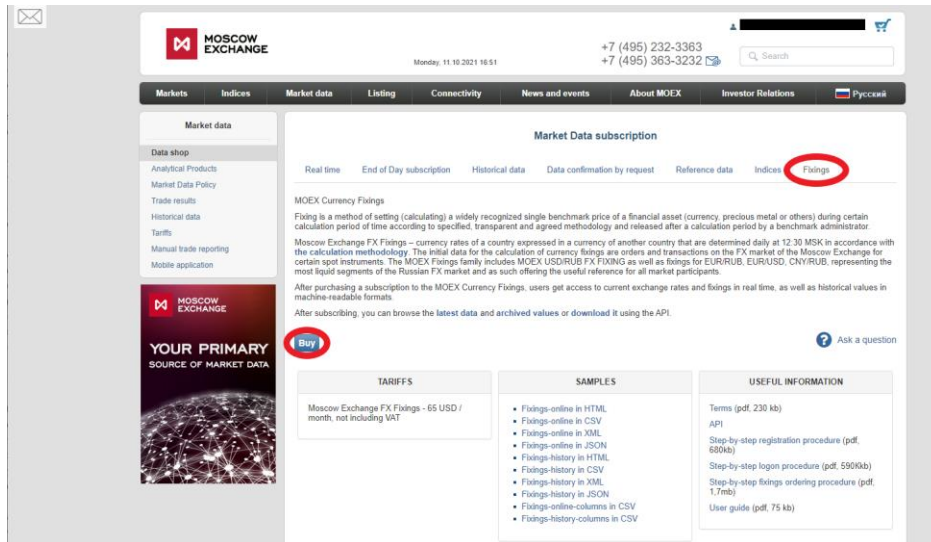 MOSCOW
EXCHANGE
Monday, 11.10.2021 16:51
+7 (495) 232-3363
+7 (495) 363-3232
Search
Markets Indices Market data Listing Connectivity News and events About MOEX Investor Relations Русский
Market data
Data shop
Analytical Products
Market Data Policy
Trade results
Historical data
Tariffs
Manual trade reporting
Mobile application
MOSCOW
EXCHANGE
YOUR PRIMARY
SOURCE OF MARKET DATA
Market Data subscription
Real time End of Day subscription Historical data Data confirmation by request Reference data Indices Fixings
MOEX Currency Fixings
Fixing is a method of setting (calculating) a widely recognized single benchmark price of a financial asset (currency, precious metal or others) during certain
calculation period of time according to specified, transparent and agreed methodology and released after a calculation period by a benchmark administrator.
Moscow Exchange FX Fixings – currency rates of a country expressed in a currency of another country that are determined daily at 12:30 MSK in accordance with
the calculation methodology. The initial data for the calculation of currency fixings are orders and transactions on the FX market of the Moscow Exchange for
certain spot instruments. The MOEX Fixings family includes MOEX USD/RUB FX FIXING as well as fixings for EUR/RUB, EUR/USD, CNY/RUB, representing the
most liquid segments of the Russian FX market and as such offering the useful reference for all market participants.
After purchasing a subscription to the MOEX Currency Fixings, users get access to current exchange rates and fixings in real time, as well as historical values in
machine-readable formats.
After subscribing, you can browse the latest data and archived values or download it using the API.
Buy
? Ask a question
TARIFFS
Moscow Exchange FX Fixings - 65 USD /
month, not including VAT
SAMPLES
• Fixings-online in HTML
• Fixings-online in CSV
• Fixings-online in XML
• Fixings-online in JSON
• Fixings-history in HTML
• Fixings-history in CSV
• Fixings-history in XML
• Fixings-history in JSON
• Fixings-online-columns in CSV
• Fixings-history-columns in CSV
USEFUL INFORMATION
Terms (pdf, 230 kb)
API
Step-by-step registration procedure (pdf,
680kb)
Step-by-step logon procedure (pdf, 590Kkb)
Step-by-step fixings ordering procedure (pdf,
1,7mb)
User guide (pdf, 75 kb)